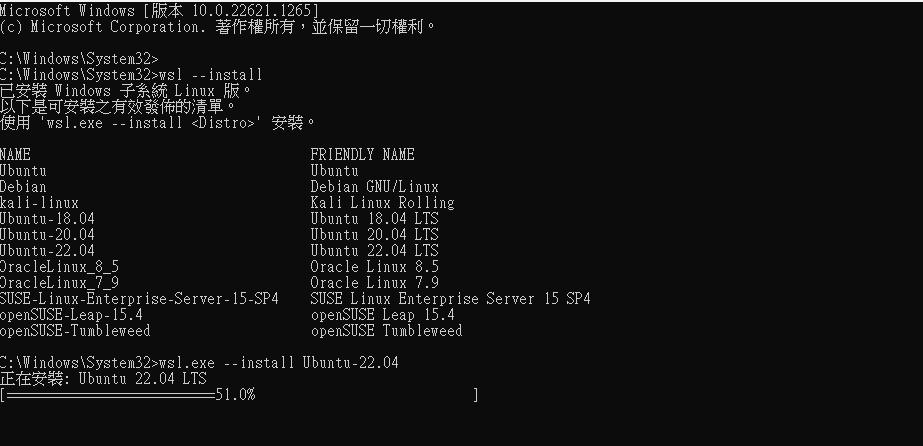 Microsoft Windows [版本 10.0.22621.1265]
(c) Microsoft Corporation. 著作權所有，並保留一切權利。
C:\Windows\System32>
C:\Windows\System32>wsl --install
已安裝 Windows 子系統 Linux 版。
以下是可安裝之有效發佈的清單。
使用 'wsl.exe --install <Distro>' 安裝。
NAME FRIENDLY NAME
Ubuntu Ubuntu
Debian Debian GNU/Linux
kali-linux Kali Linux Rolling
Ubuntu-18.04 Ubuntu 18.04 LTS
Ubuntu-20.04 Ubuntu 20.04 LTS
Ubuntu-22.04 Ubuntu 22.04 LTS
OracleLinux_8_5 Oracle Linux 8.5
OracleLinux_7_9 Oracle Linux 7.9
SUSE-Linux-Enterprise-Server-15-SP4 SUSE Linux Enterprise Server 15 SP4
openSUSE-Leap-15.4 openSUSE Leap 15.4
openSUSE-Tumbleweed openSUSE Tumbleweed
C:\Windows\System32>wsl.exe --install Ubuntu-22.04
正在安裝: Ubuntu 22.04 LTS
[==========================51.0% ]